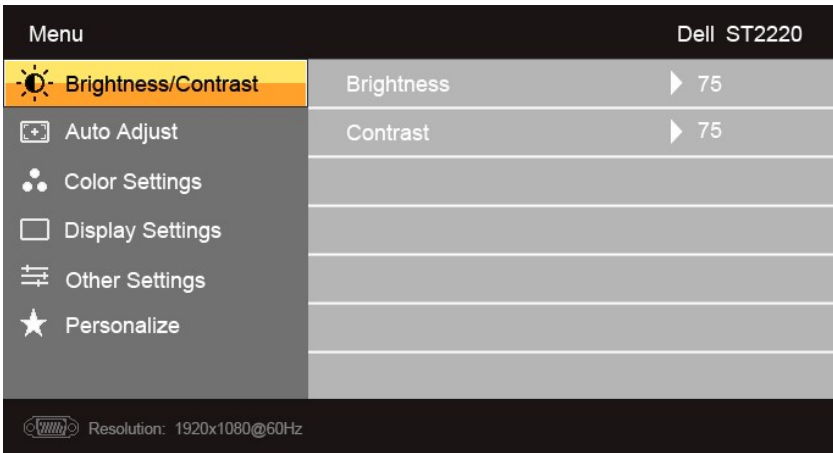 Menu Dell ST2220
Brightness/Contrast Brightness 75
Auto Adjust Contrast 75
Color Settings
Display Settings
Other Settings
Personalize
Resolution: 1920x1080@60Hz